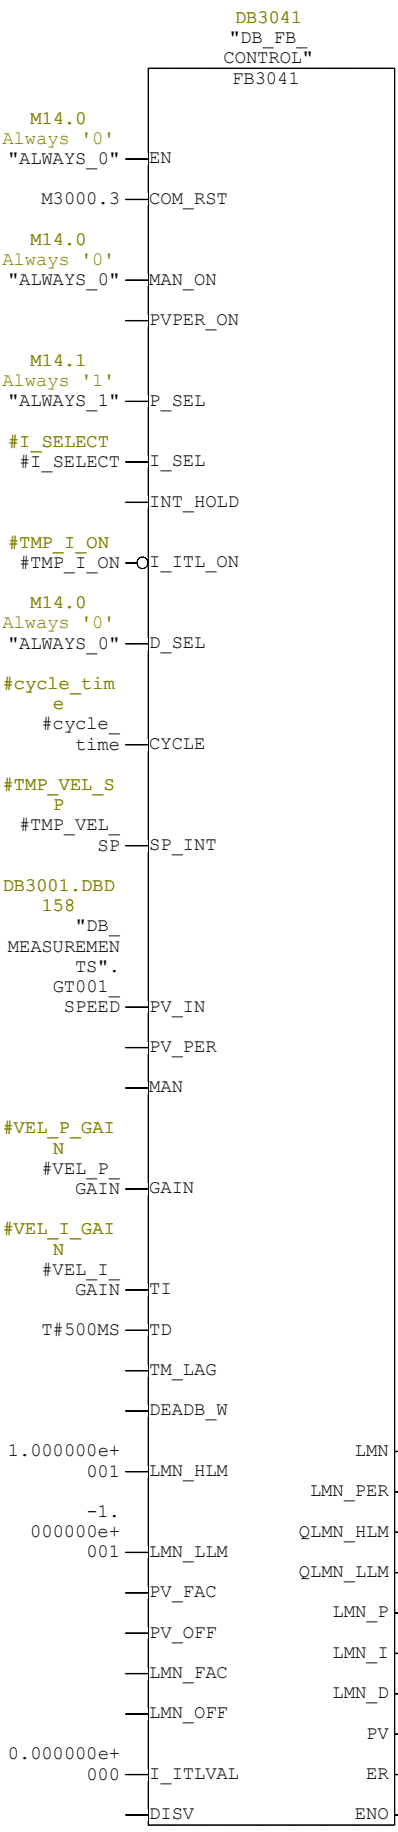 DB3041
"DB_FB_
CONTROL"
FB3041
M14.0
Always '0'
"ALWAYS_0"
EN
M3000.3
COM_RST
M14.0
Always '0'
"ALWAYS_0"
MAN_ON
PVPER_ON
M14.1
Always '1'
"ALWAYS_1"
P_SEL
#I_SELECT
#I_SELECT
I_SEL
INT_HOLD
#TMP_I_ON
#TMP_I_ON
I_ITL_ON
M14.0
Always '0'
"ALWAYS_0"
D_SEL
#cycle_tim
e
#cycle_
time
CYCLE
#TMP_VEL_S
P
#TMP_VEL_
SP
SP_INT
DB3001.DBD
158
"DB_
MEASUREMEN
TS".
GT001_
SPEED
PV_IN
PV_PER
MAN
#VEL_P_GAI
N
#VEL_P_
GAIN
GAIN
#VEL_I_GAI
N
#VEL_I_
GAIN
TI
T#500MS
TD
TM_LAG
DEADB_W
1.000000e+
001
LMN_HLM
-1.
000000e+
001
LMN_LLM
PV_FAC
PV_OFF
LMN_FAC
LMN_OFF
0.000000e+
000
I_ITLVAL
DISV
LMN
LMN_PER
QLMN_HLM
QLMN_LLM
LMN_P
LMN_I
LMN_D
PV
ER
ENO